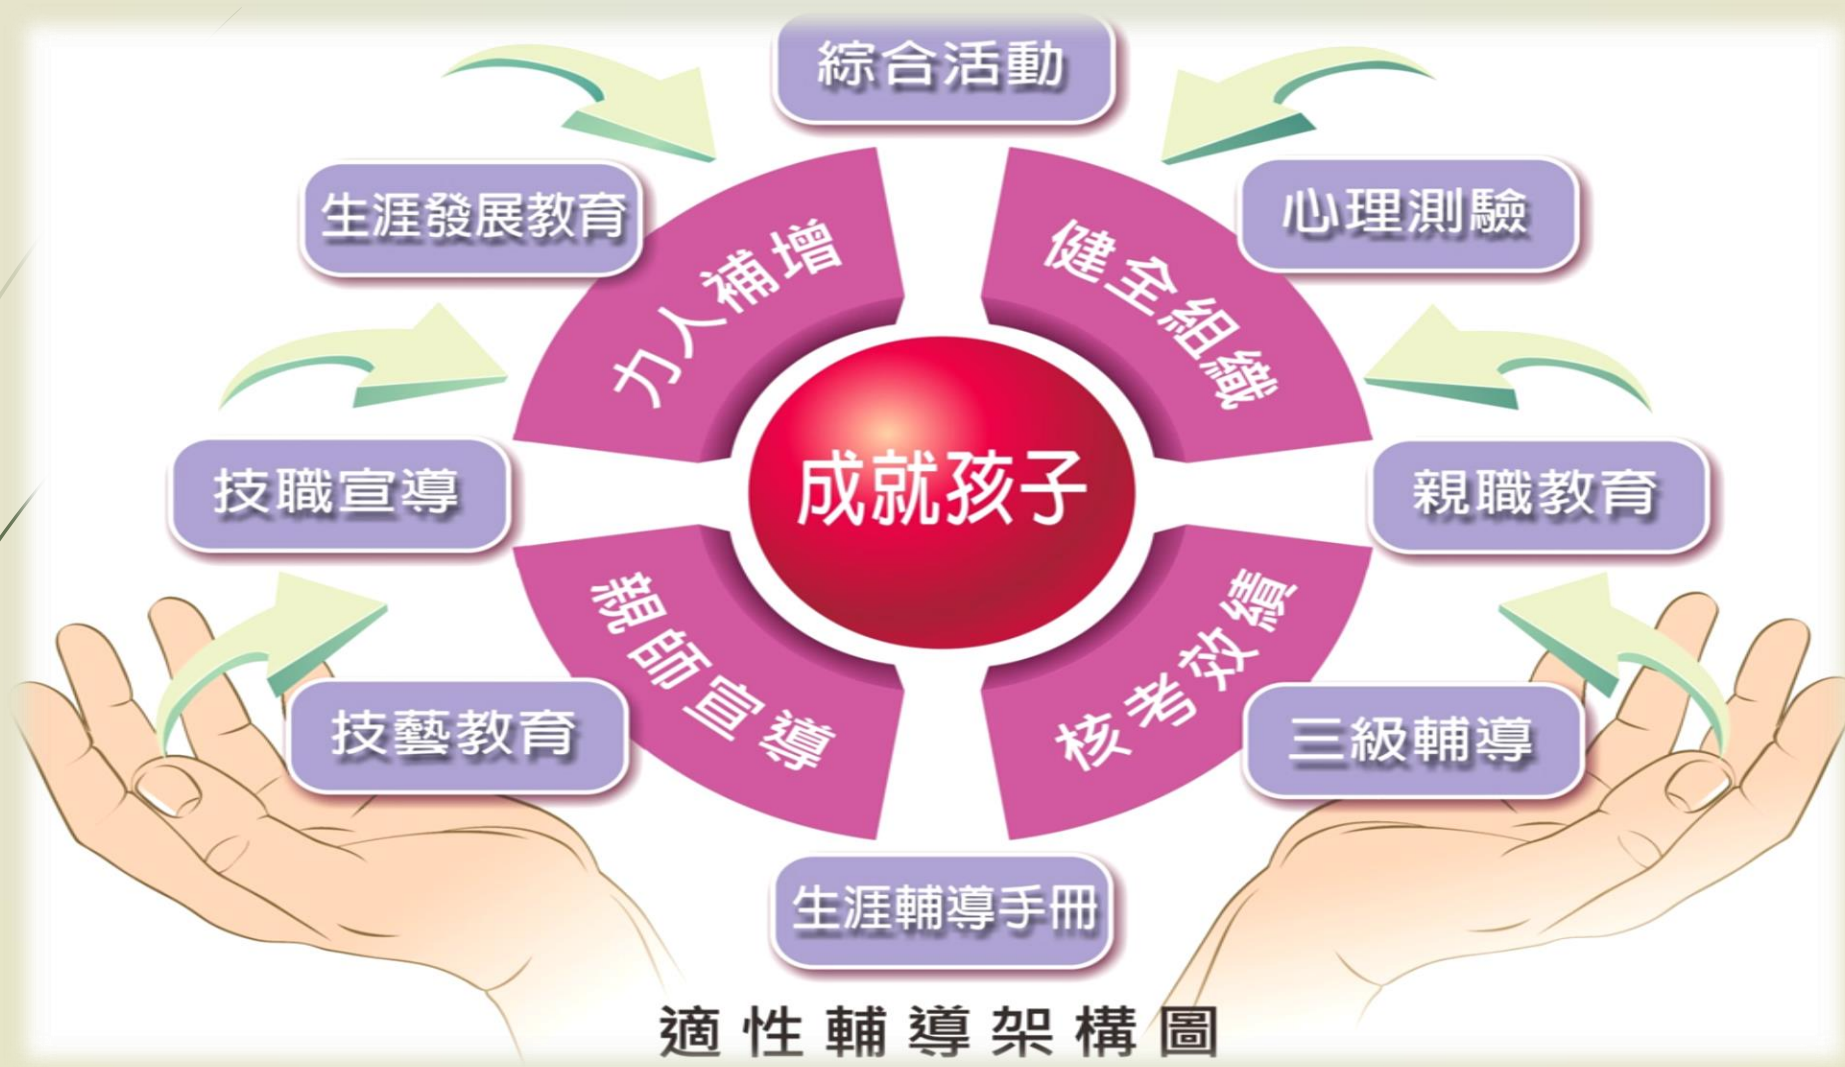 綜合活動
生涯發展教育
心理測驗
增補人力
健全組織
成就孩子
技職宣導
親職教育
親師宣導
績效考核
技藝教育
三級輔導
生涯輔導手冊
適性輔導架構圖